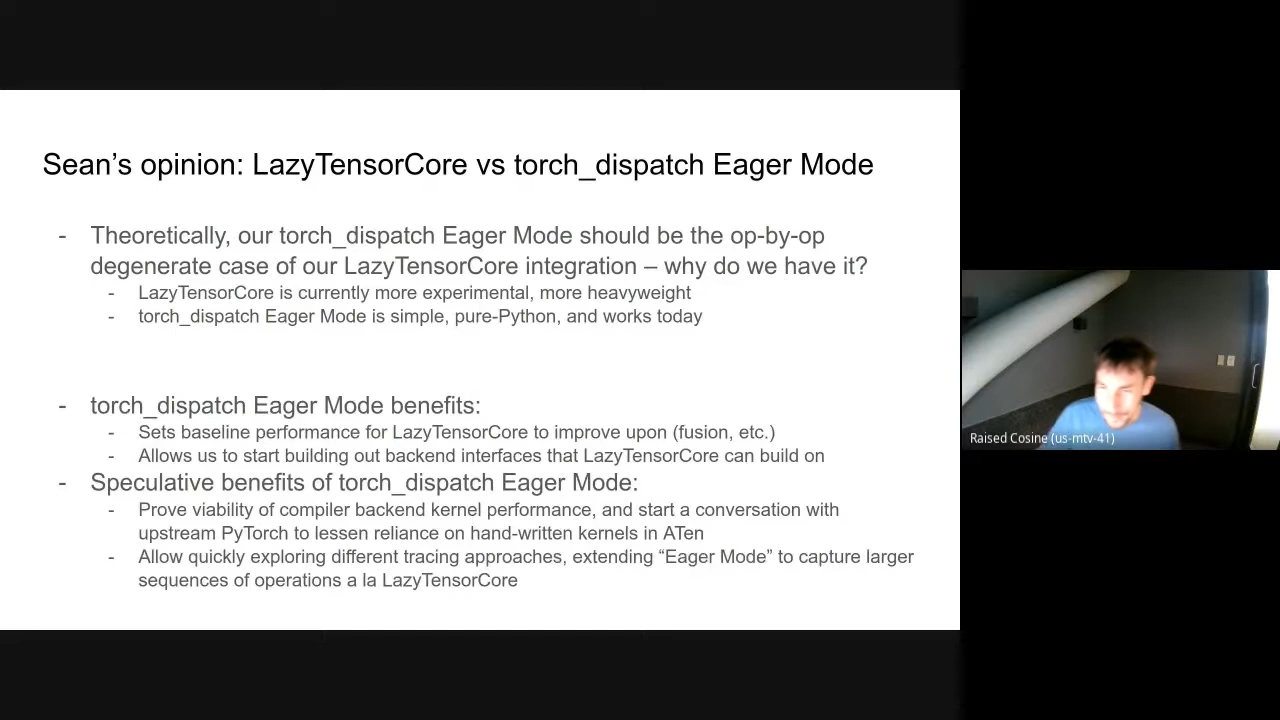 Sean’s opinion: LazyTensorCore vs torch_dispatch Eager Mode
- Theoretically, our torch_dispatch Eager Mode should be the op-by-op
degenerate case of our LazyTensorCore integration – why do we have it?
- LazyTensorCore is currently more experimental, more heavyweight
- torch_dispatch Eager Mode is simple, pure-Python, and works today
- torch_dispatch Eager Mode benefits:
- Sets baseline performance for LazyTensorCore to improve upon (fusion, etc.)
- Allows us to start building out backend interfaces that LazyTensorCore can build on
- Speculative benefits of torch_dispatch Eager Mode:
- Prove viability of compiler backend kernel performance, and start a conversation with
upstream PyTorch to lessen reliance on hand-written kernels in ATen
- Allow quickly exploring different tracing approaches, extending “Eager Mode” to capture larger
sequences of operations a la LazyTensorCore
Raised Cosine (us-mtv-41)